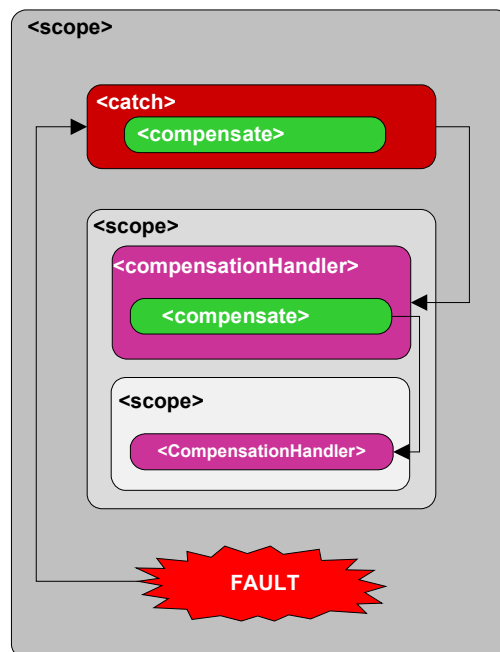 <scope>
<catch>
<compensate>
<scope>
<compensationHandler>
<compensate>
<scope>
<CompensationHandler>
FAULT